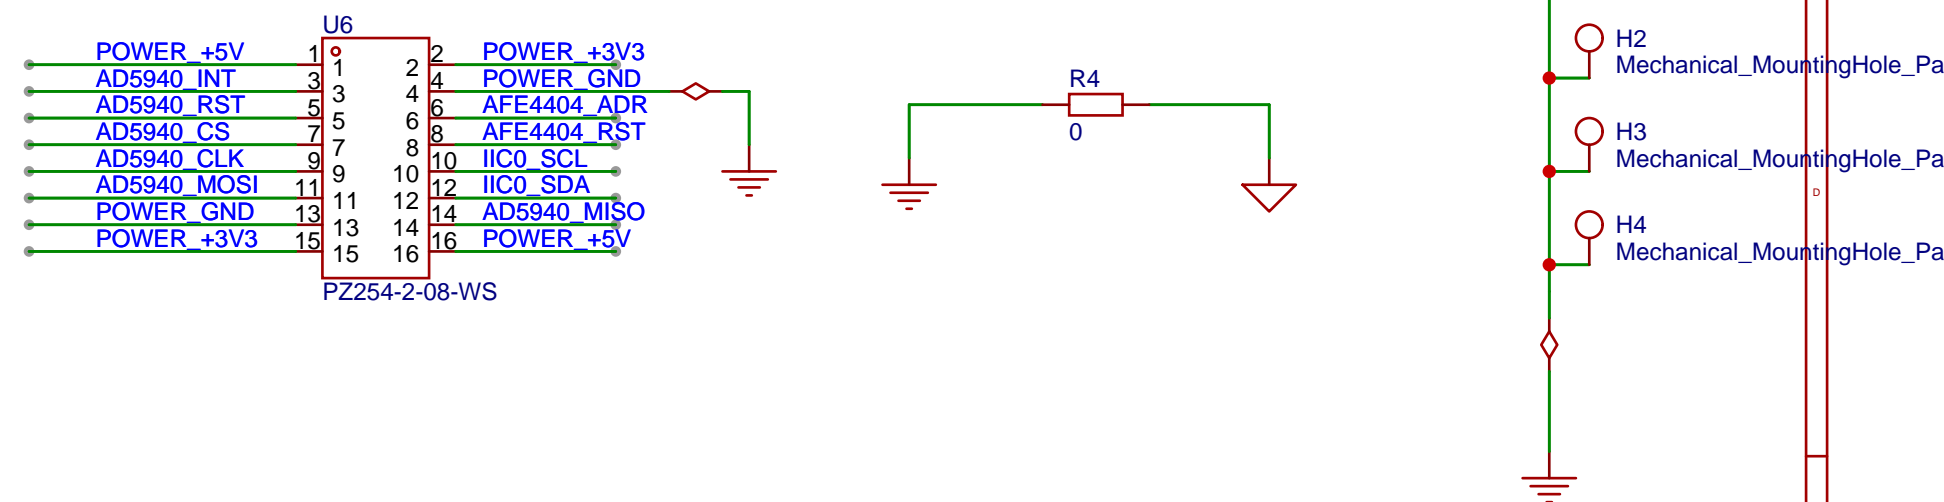 U6
POWER_+5V 1 1 2 2 POWER_+3V3
AD5940_INT 3 3 4 4 POWER_GND
AD5940_RST 5 5 6 6 AFE4404_ADR
AD5940_CS 7 7 8 8 AFE4404_RST
AD5940_CLK 9 9 10 10 IIC0_SCL
AD5940_MOSI 11 11 12 12 IIC0_SDA
POWER_GND 13 13 14 14 AD5940_MISO
POWER_+3V3 15 15 16 16 POWER_+5V
PZ254-2-08-WS
R4
0
H2
Mechanical_MountingHole_Pa
H3
Mechanical_MountingHole_Pa
D
H4
Mechanical_MountingHole_Pa